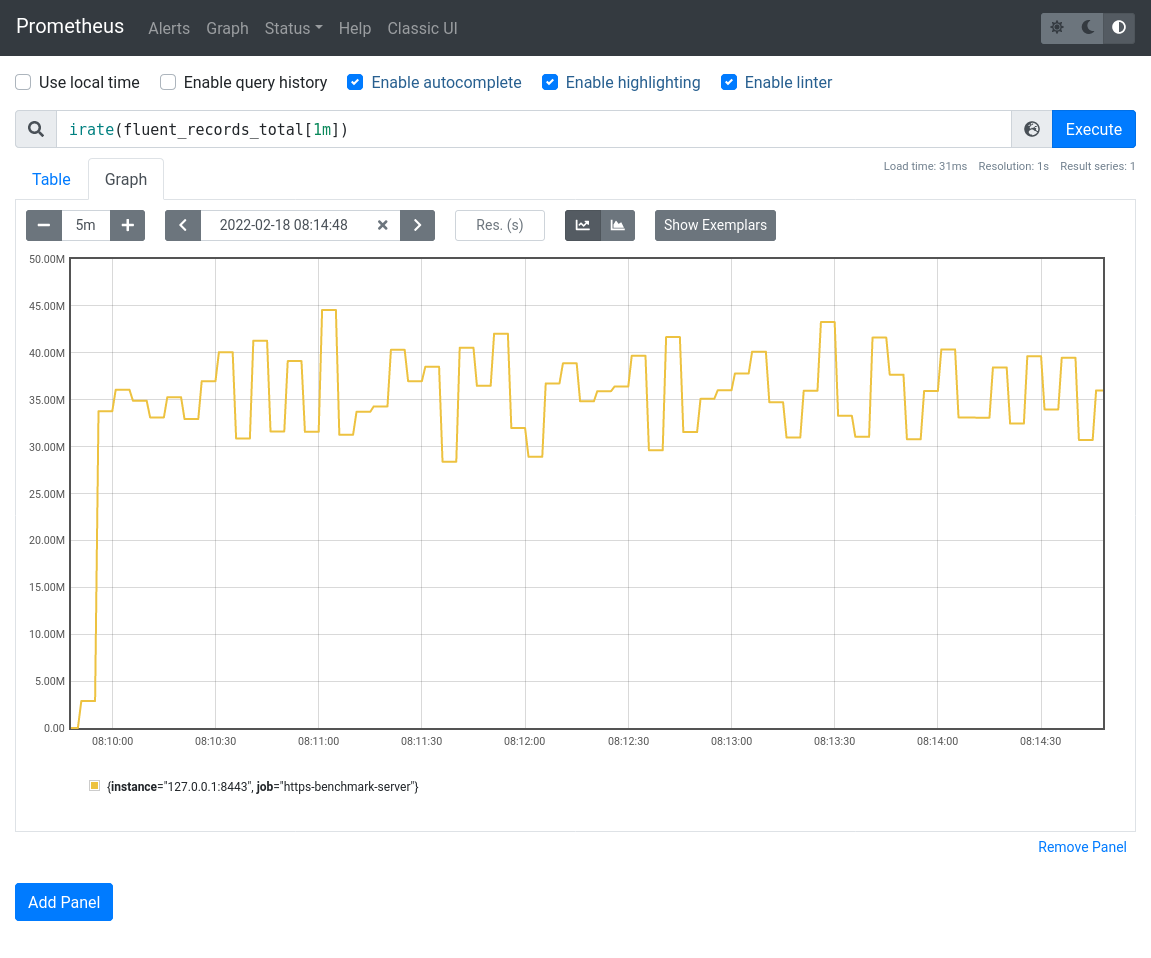 Prometheus Alerts Graph Status Help Classic UI
Use local time Enable query history Enable autocomplete Enable highlighting Enable linter
irate(fluent_records_total[1m]) Execute
Load time: 31ms Resolution: 1s Result series: 1
Table Graph
5m 2022-02-18 08:14:48 Res. (s) Show Exemplars
50.00M
45.00M
40.00M
35.00M
30.00M
25.00M
20.00M
15.00M
10.00M
5.00M
0.00
08:10:00 08:10:30 08:11:00 08:11:30 08:12:00 08:12:30 08:13:00 08:13:30 08:14:00 08:14:30
{instance="127.0.0.1:8443", job="https-benchmark-server"}
Remove Panel
Add Panel